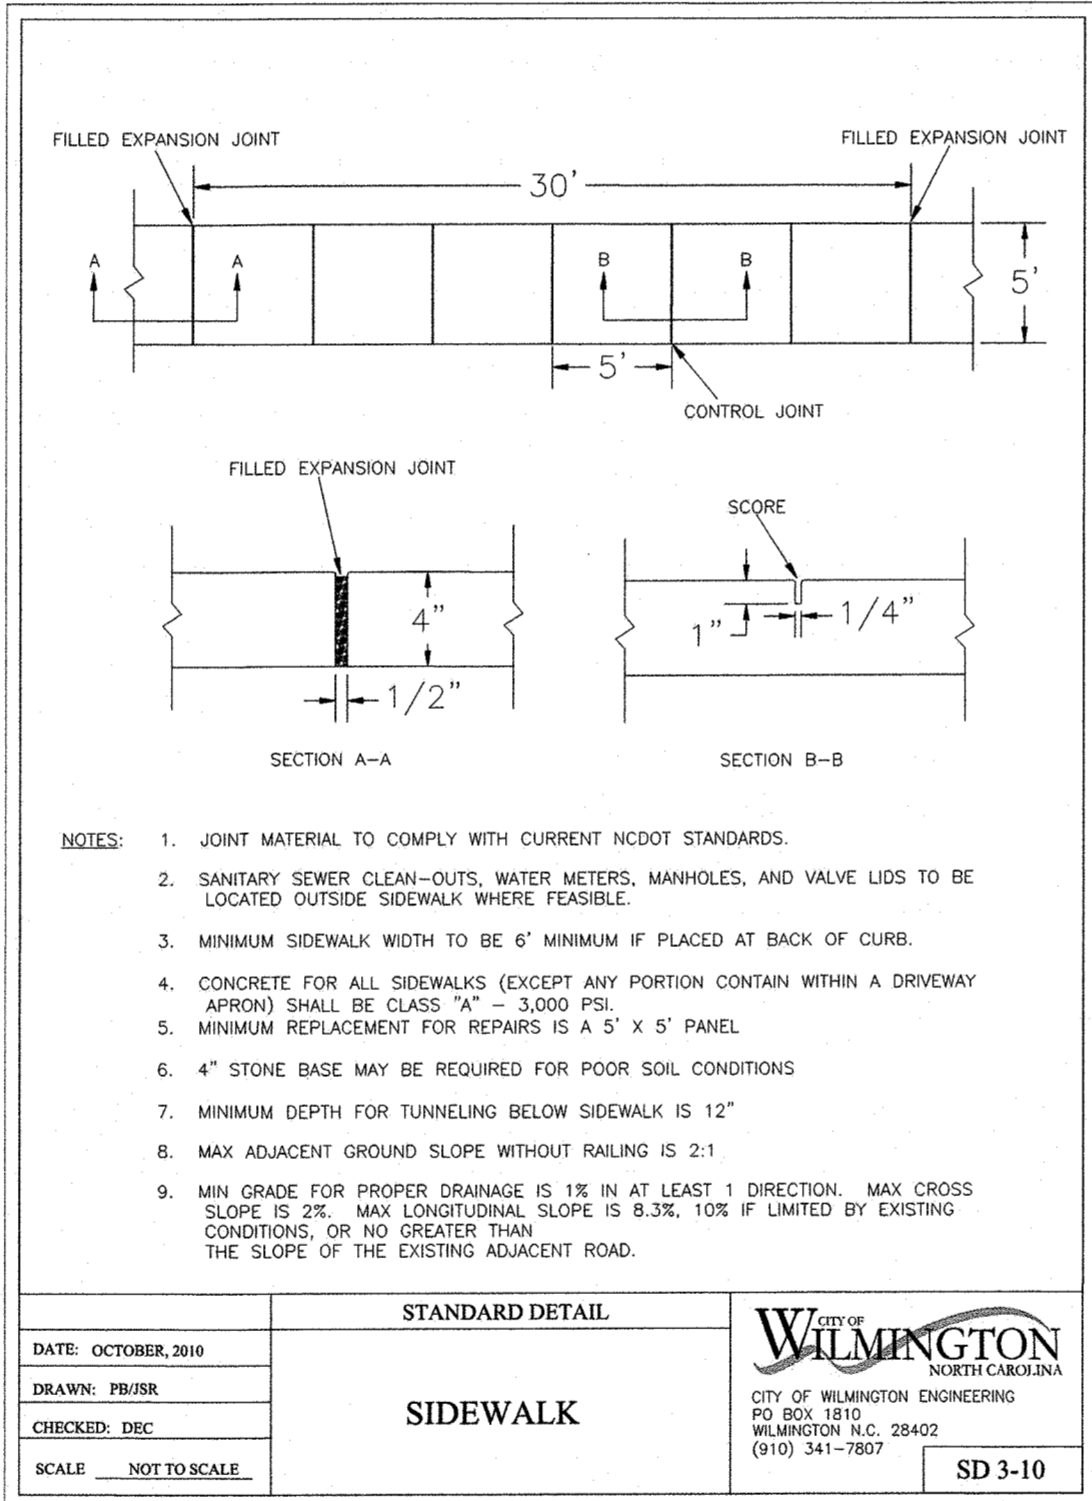 FILLED EXPANSION JOINT
FILLED EXPANSION JOINT
30'
A
A
B
B
5'
5'
CONTROL JOINT
FILLED EXPANSION JOINT
SCORE
4"
1"
1/4"
1/2"
SECTION A-A
SECTION B-B
NOTES:
1. JOINT MATERIAL TO COMPLY WITH CURRENT NCDOT STANDARDS.
2. SANITARY SEWER CLEAN-OUTS, WATER METERS, MANHOLES, AND VALVE LIDS TO BE
LOCATED OUTSIDE SIDEWALK WHERE FEASIBLE.
3. MINIMUM SIDEWALK WIDTH TO BE 6' MINIMUM IF PLACED AT BACK OF CURB.
4. CONCRETE FOR ALL SIDEWALKS (EXCEPT ANY PORTION CONTAIN WITHIN A DRIVEWAY
APRON) SHALL BE CLASS "A" - 3,000 PSI.
5. MINIMUM REPLACEMENT FOR REPAIRS IS A 5' X 5' PANEL
6. 4" STONE BASE MAY BE REQUIRED FOR POOR SOIL CONDITIONS
7. MINIMUM DEPTH FOR TUNNELING BELOW SIDEWALK IS 12"
8. MAX ADJACENT GROUND SLOPE WITHOUT RAILING IS 2:1
9. MIN GRADE FOR PROPER DRAINAGE IS 1% IN AT LEAST 1 DIRECTION. MAX CROSS
SLOPE IS 2%. MAX LONGITUDINAL SLOPE IS 8.3%, 10% IF LIMITED BY EXISTING
CONDITIONS, OR NO GREATER THAN
THE SLOPE OF THE EXISTING ADJACENT ROAD.
STANDARD DETAIL
DATE: OCTOBER, 2010
DRAWN: PB/JSR
CHECKED: DEC
SCALE NOT TO SCALE
SIDEWALK
CITY OF
WILMINGTON
NORTH CAROLINA
CITY OF WILMINGTON ENGINEERING
PO BOX 1810
WILMINGTON N.C. 28402
(910) 341-7807
SD 3-10